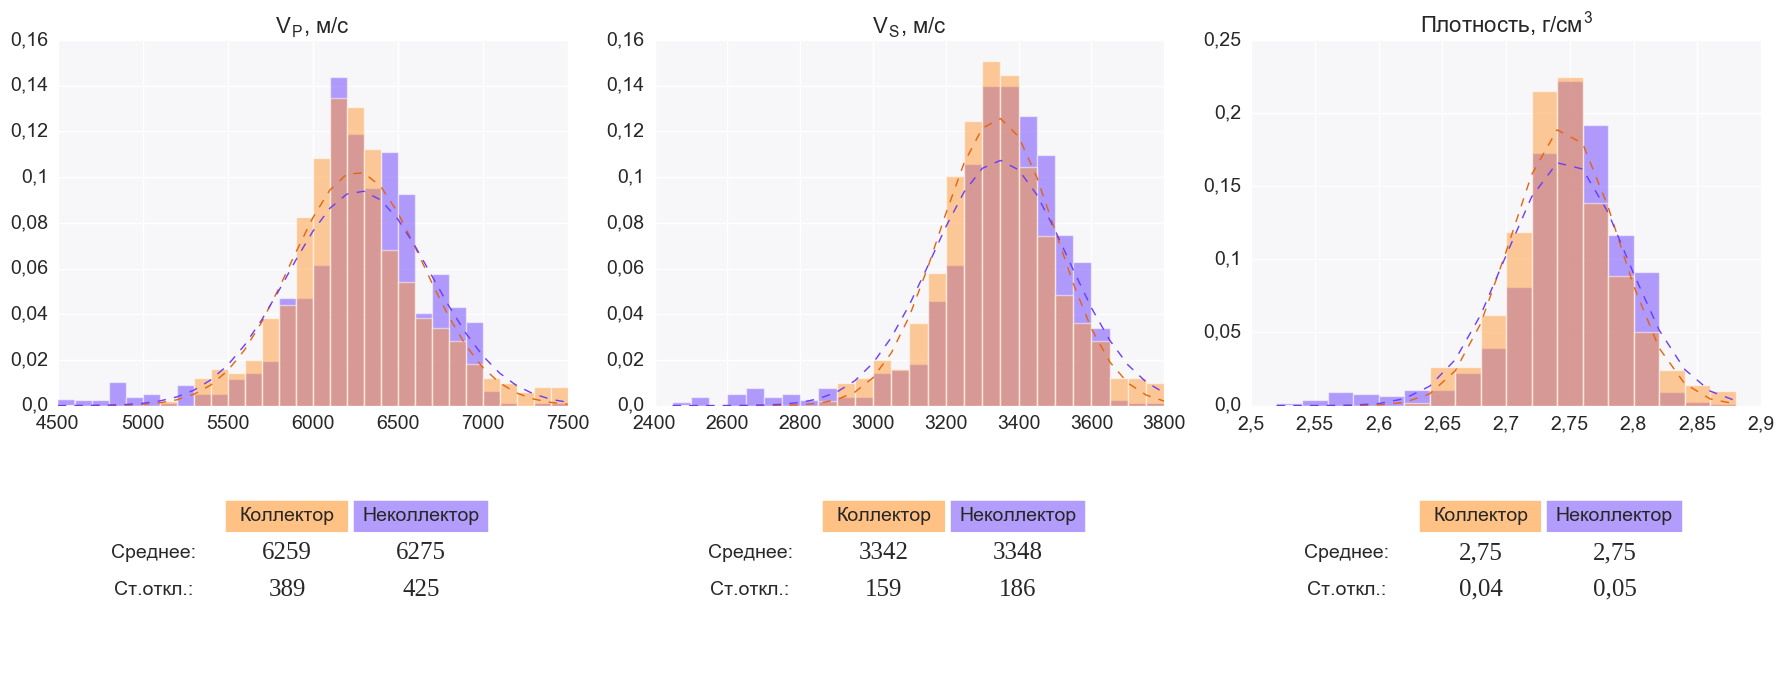 V_P, м/с
0,16
0,14
0,12
0,1
0,08
0,06
0,04
0,02
0,0
4500 5000 5500 6000 6500 7000 7500
Коллектор Неколлектор
Среднее: 6259 6275
Ст.откл.: 389 425
V_S, м/с
0,16
0,14
0,12
0,1
0,08
0,06
0,04
0,02
0,0
2400 2600 2800 3000 3200 3400 3600 3800
Коллектор Неколлектор
Среднее: 3342 3348
Ст.откл.: 159 186
Плотность, г/см³
0,25
0,2
0,15
0,1
0,05
0,0
2,5 2,55 2,6 2,65 2,7 2,75 2,8 2,85 2,9
Коллектор Неколлектор
Среднее: 2,75 2,75
Ст.откл.: 0,04 0,05